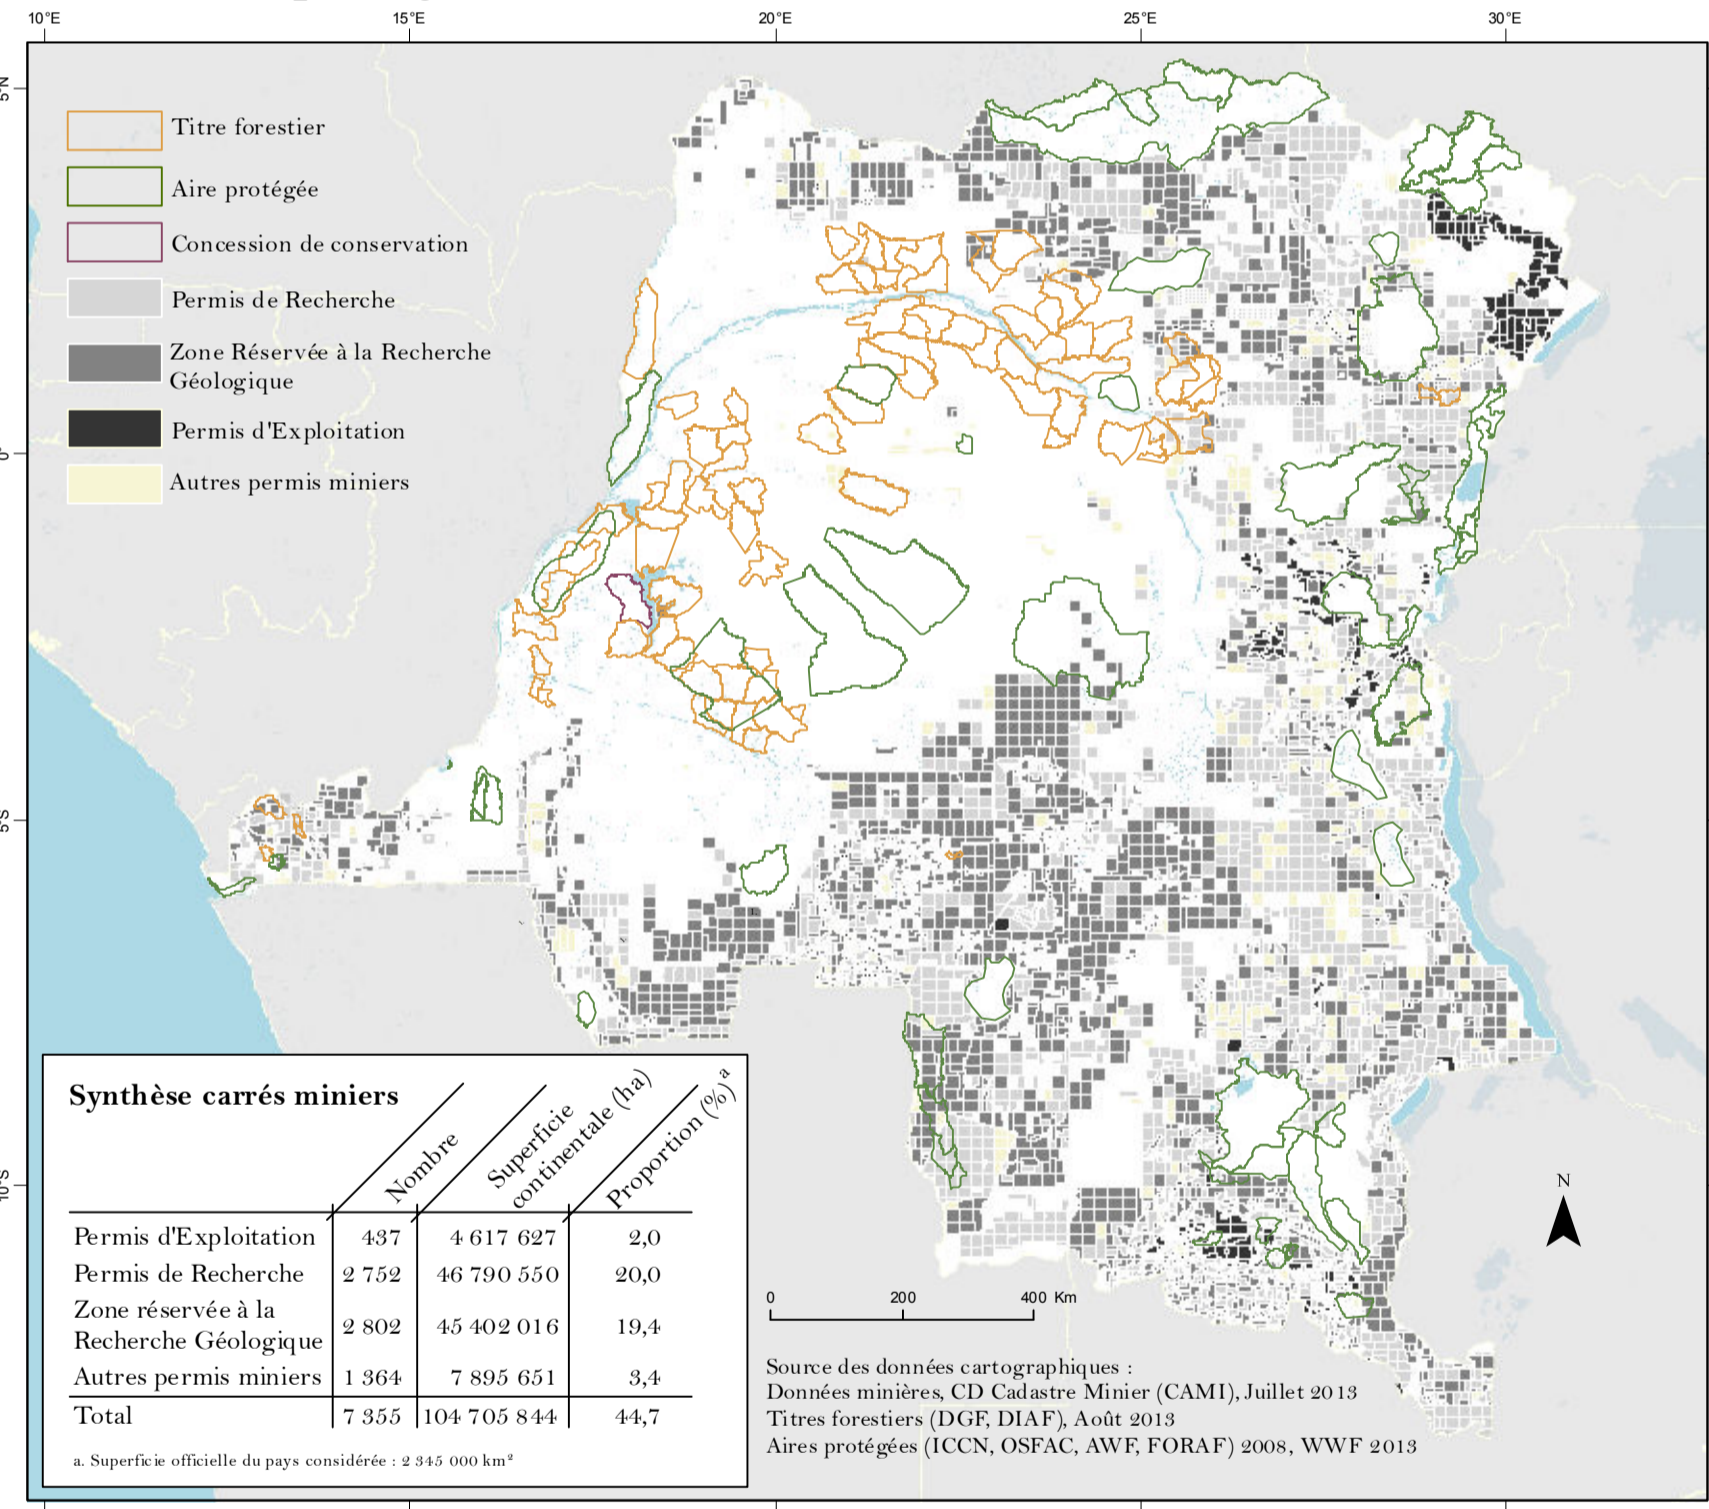 10°E 15°E 20°E 25°E 30°E
5°N
0°
5°S
10°S
Titre forestier
Aire protégée
Concession de conservation
Permis de Recherche
Zone Réservée à la Recherche
Géologique
Permis d'Exploitation
Autres permis miniers
Synthèse carrés miniers
Nombre
Superficie
continentale (ha)
Proportion (%) a
Permis d'Exploitation 437 4 617 627 2,0
Permis de Recherche 2 752 46 790 550 20,0
Zone réservée à la
Recherche Géologique 2 802 45 402 016 19,4
Autres permis miniers 1 364 7 895 651 3,4
Total 7 355 104 705 844 44,7
a. Superficie officielle du pays considérée : 2 345 000 km²
N
0 200 400 Km
Source des données cartographiques :
Données minières, CD Cadastre Minier (CAMI), Juillet 2013
Titres forestiers (DGF, DIAF), Août 2013
Aires protégées (ICCN, OSFAC, AWF, FORAF) 2008, WWF 2013